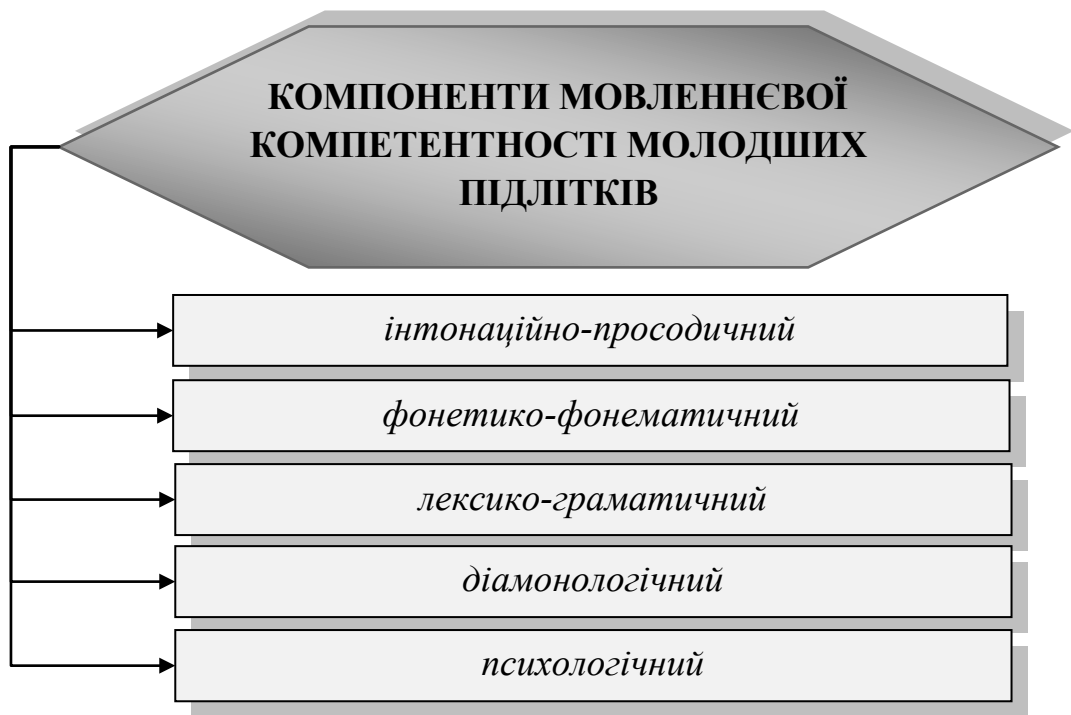 КОМПОНЕНТИ МОВЛЕННЄВОЇ
КОМПЕТЕНТНОСТІ МОЛОДШИХ
ПІДЛІТКІВ
інтонаційно-просодичний
фонетико-фонематичний
лексико-граматичний
діамонологічний
психологічний